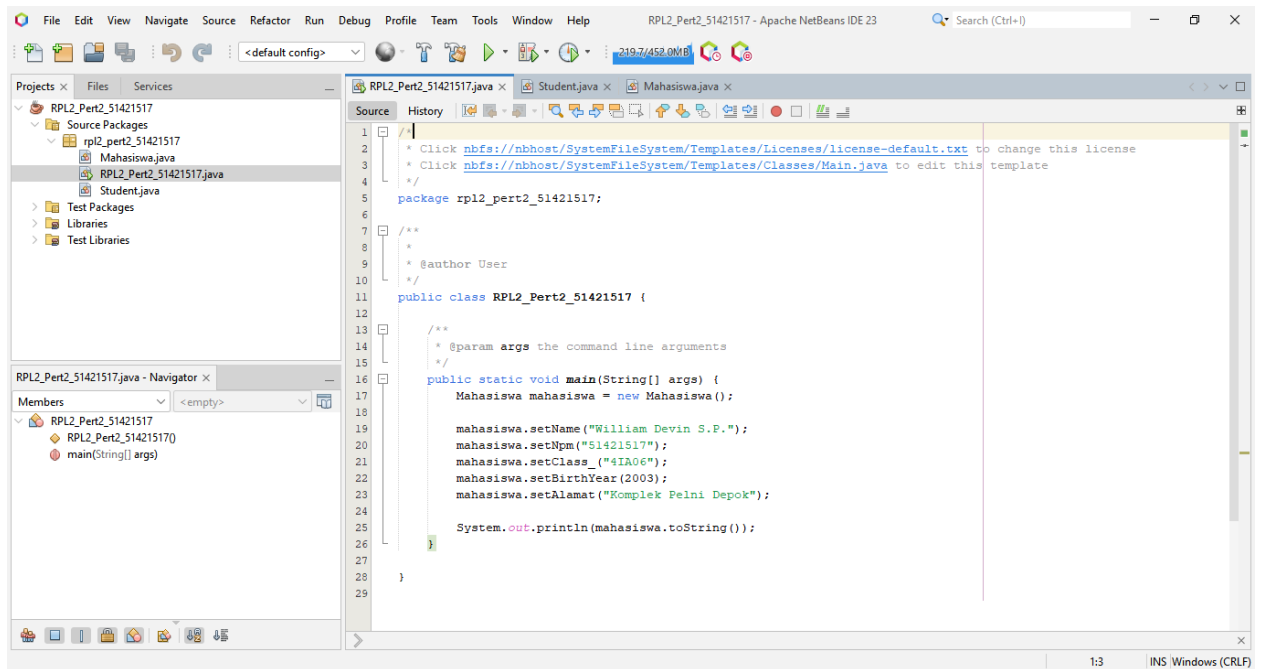 File Edit View Navigate Source Refactor Run Debug Profile Team Tools Window Help RPL2_Pert2_51421517 - Apache NetBeans IDE 23 Search (Ctrl+I)
<default config> 219.7/452.0MB
Projects Files Services
RPL2_Pert2_51421517
Source Packages
rpl2_pert2_51421517
Mahasiswa.java
RPL2_Pert2_51421517.java
Student.java
Test Packages
Libraries
Test Libraries
RPL2_Pert2_51421517.java - Navigator
Members <empty>
RPL2_Pert2_51421517
RPL2_Pert2_51421517()
main(String[] args)
RPL2_Pert2_51421517.java Student.java Mahasiswa.java
Source History
1 /*
2 * Click nbfs://nbhost/SystemFileSystem/Templates/Licenses/license-default.txt to change this license
3 * Click nbfs://nbhost/SystemFileSystem/Templates/Classes/Main.java to edit this template
4 */
5 package rpl2_pert2_51421517;
6
7 /**
8 *
9 * @author User
10 */
11 public class RPL2_Pert2_51421517 {
12
13 /**
14 * @param args the command line arguments
15 */
16 public static void main(String[] args) {
17 Mahasiswa mahasiswa = new Mahasiswa();
18
19 mahasiswa.setName("William Devin S.P.");
20 mahasiswa.setNpm("51421517");
21 mahasiswa.setClass_("4IA06");
22 mahasiswa.setBirthYear(2003);
23 mahasiswa.setAlamat("Komplek Pelni Depok");
24
25 System.out.println(mahasiswa.toString());
26 }
27
28 }
29
1:3 INS Windows (CRLF)